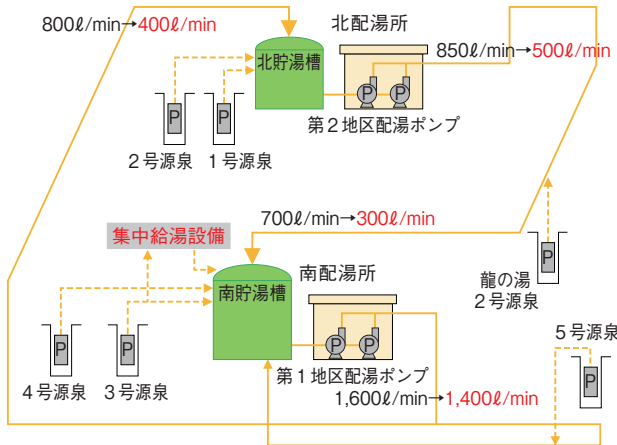 800ℓ/min→400ℓ/min
北配湯所
850ℓ/min→500ℓ/min
北貯湯槽
P
P
P
P
第2地区配湯ポンプ
2号源泉
1号源泉
700ℓ/min→300ℓ/min
集中給湯設備
南配湯所
P
龍の湯
2号源泉
南貯湯槽
5号源泉
P
P
P
P
P
4号源泉
3号源泉
第1地区配湯ポンプ
1,600ℓ/min→1,400ℓ/min